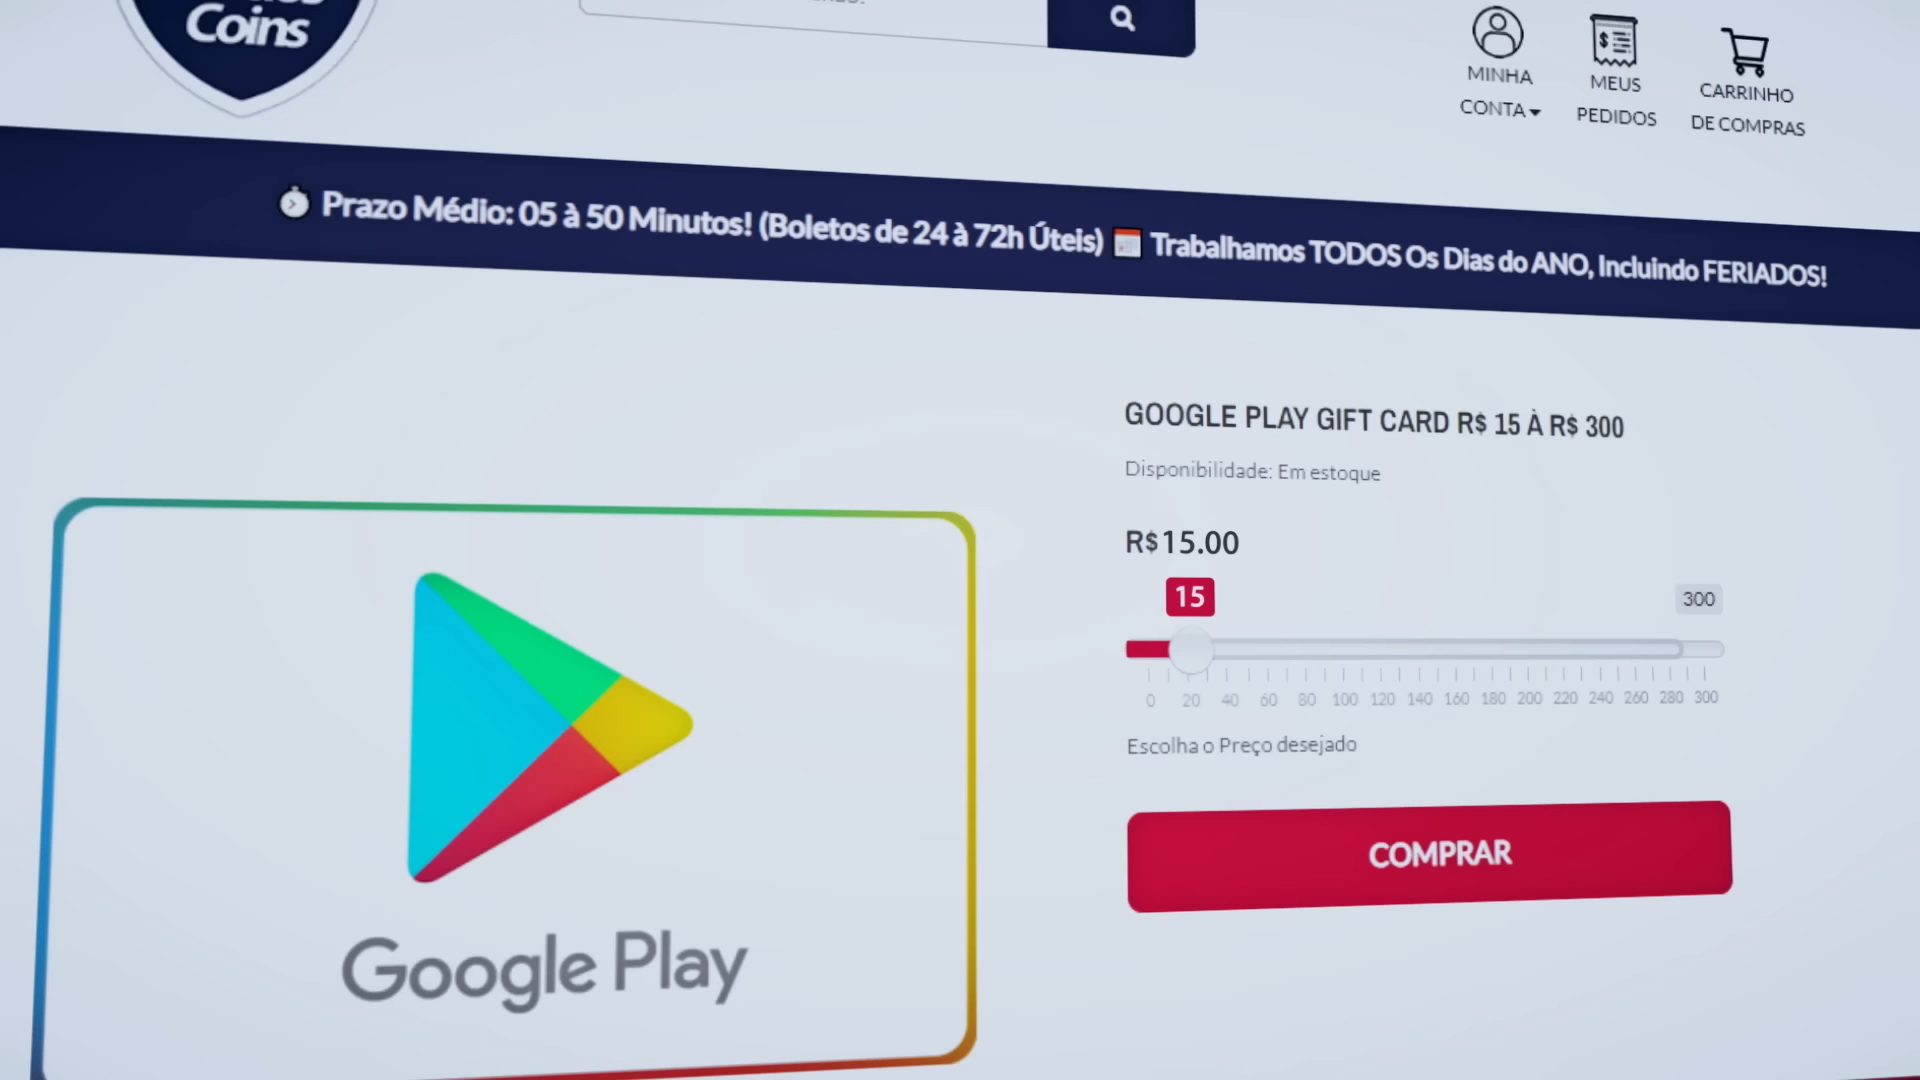 Coins
MINHA
CONTA
MEUS
PEDIDOS
CARRINHO
DE COMPRAS
Prazo Médio: 05 à 50 Minutos! (Boletos de 24 à 72h Úteis) Trabalhamos TODOS Os Dias do ANO, Incluindo FERIADOS!
GOOGLE PLAY GIFT CARD R$ 15 À R$ 300
Disponibilidade: Em estoque
R$15.00
15
300
0 20 40 60 80 100 120 140 160 180 200 220 240 260 280 300
Escolha o Preço desejado
COMPRAR
Google Play